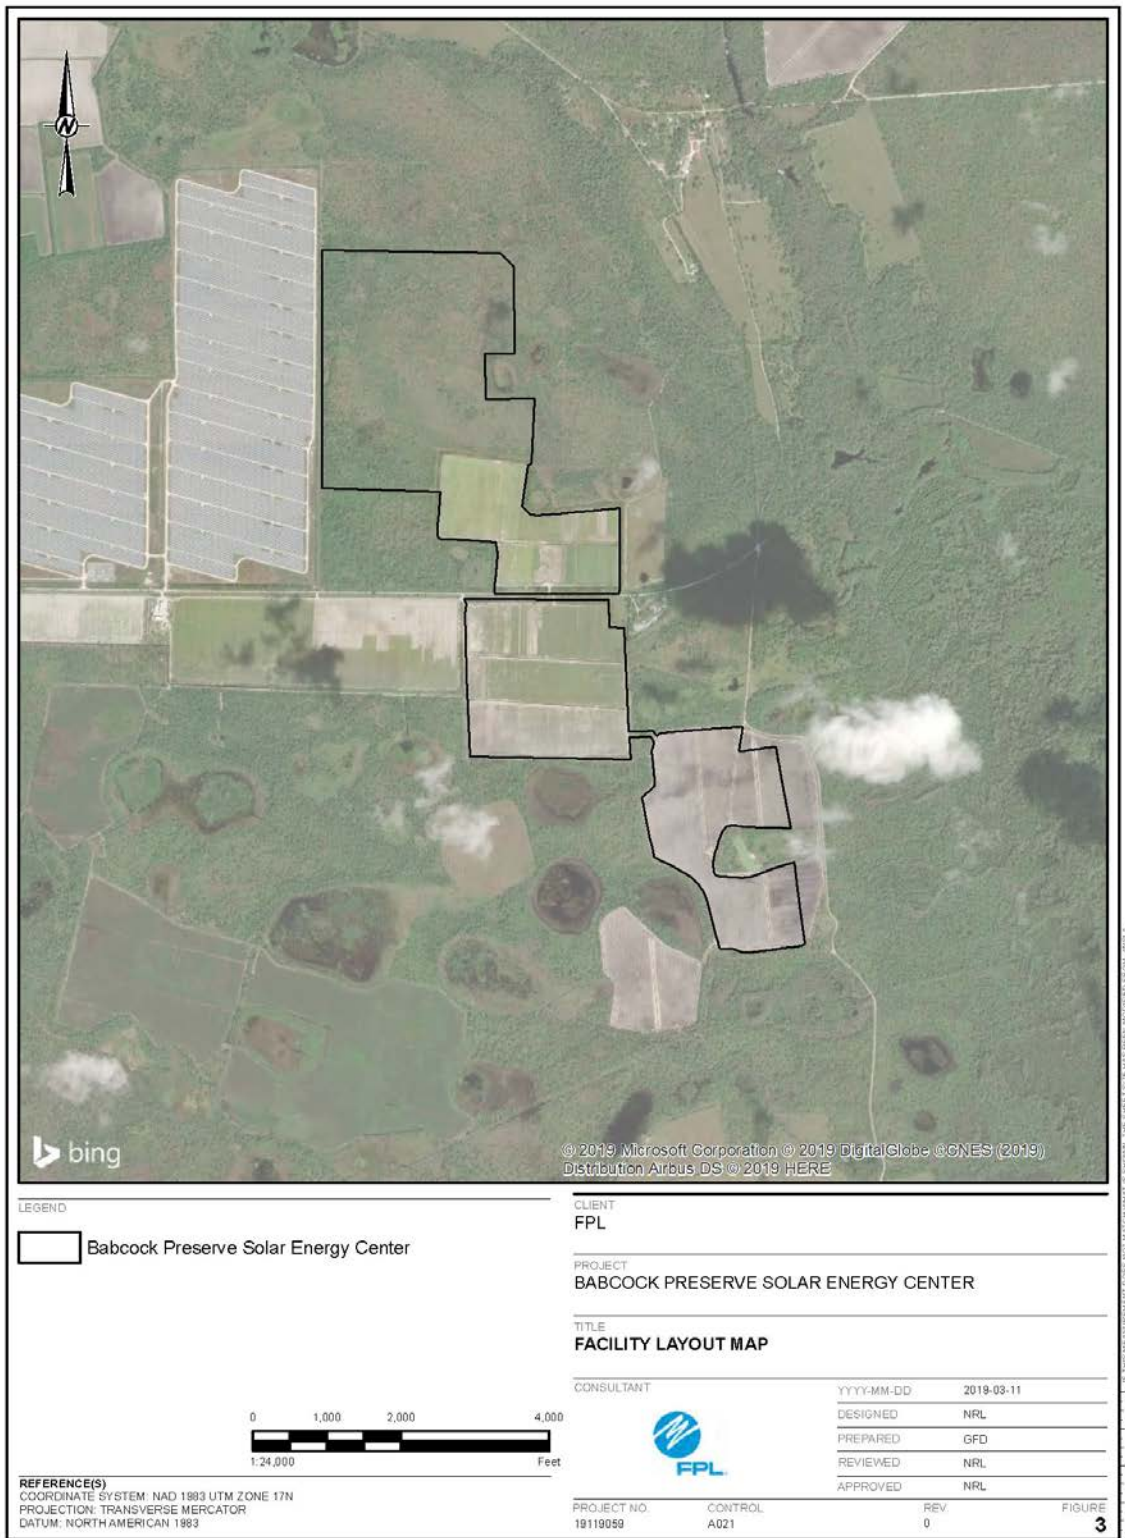 N
bing
© 2019 Microsoft Corporation © 2019 DigitalGlobe ©CNES (2019)
Distribution Airbus DS © 2019 HERE
LEGEND
Babcock Preserve Solar Energy Center
0 1,000 2,000 4,000
1:24,000 Feet
REFERENCE(S)
COORDINATE SYSTEM: NAD 1983 UTM ZONE 17N
PROJECTION: TRANSVERSE MERCATOR
DATUM: NORTH AMERICAN 1983
CLIENT
FPL
PROJECT
BABCOCK PRESERVE SOLAR ENERGY CENTER
TITLE
FACILITY LAYOUT MAP
CONSULTANT
FPL
YYYY-MM-DD 2019-03-11
DESIGNED NRL
PREPARED GFD
REVIEWED NRL
APPROVED NRL
PROJECT NO. CONTROL REV. FIGURE
19119059 A021 0 3